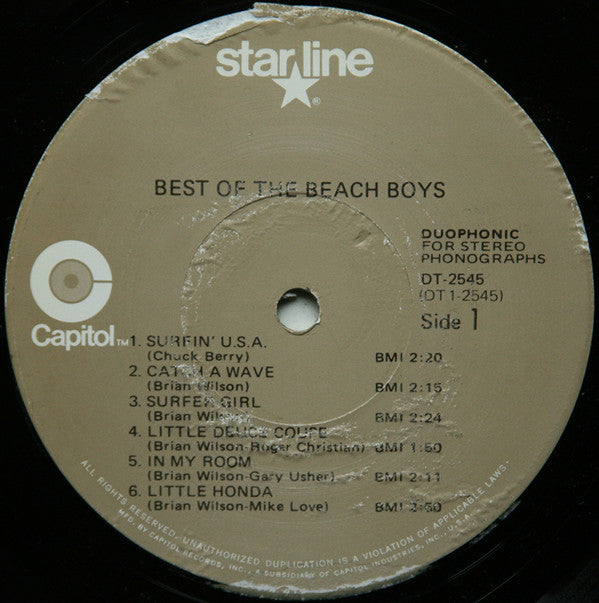 starline
®
BEST OF THE BEACH BOYS
DUOPHONIC
FOR STEREO
PHONOGRAPHS
DT-2545
(DT1-2545)
Side 1
Capitol™
1. SURFIN' U.S.A.
(Chuck Berry) BMI 2:20
2. CATCH A WAVE
(Brian Wilson) BMI 2:15
3. SURFER GIRL
(Brian Wilson) BMI 2:24
4. LITTLE DEUCE COUPE
(Brian Wilson-Roger Christian) BMI 1:50
5. IN MY ROOM
(Brian Wilson-Gary Usher) BMI 2:11
6. LITTLE HONDA
(Brian Wilson-Mike Love) BMI
ALL RIGHTS RESERVED. UNAUTHORIZED DUPLICATION IS A VIOLATION OF APPLICABLE LAWS.
MFD. BY CAPITOL RECORDS, INC., A SUBSIDIARY OF CAPITOL INDUSTRIES, INC., U.S.A.